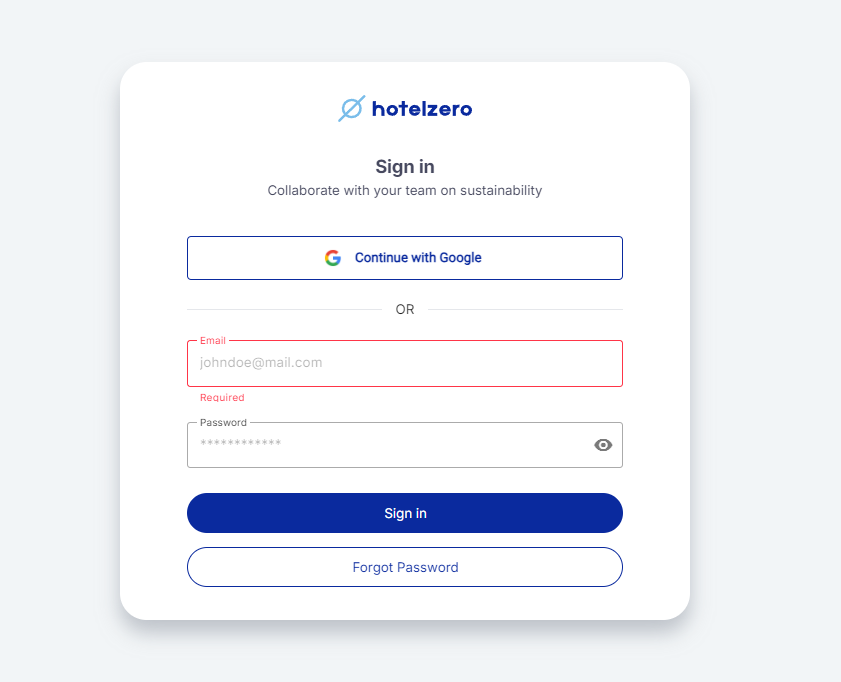 hotelzero
Sign in
Collaborate with your team on sustainability
Continue with Google
OR
Email
johndoe@mail.com
Required
Password
************
Sign in
Forgot Password